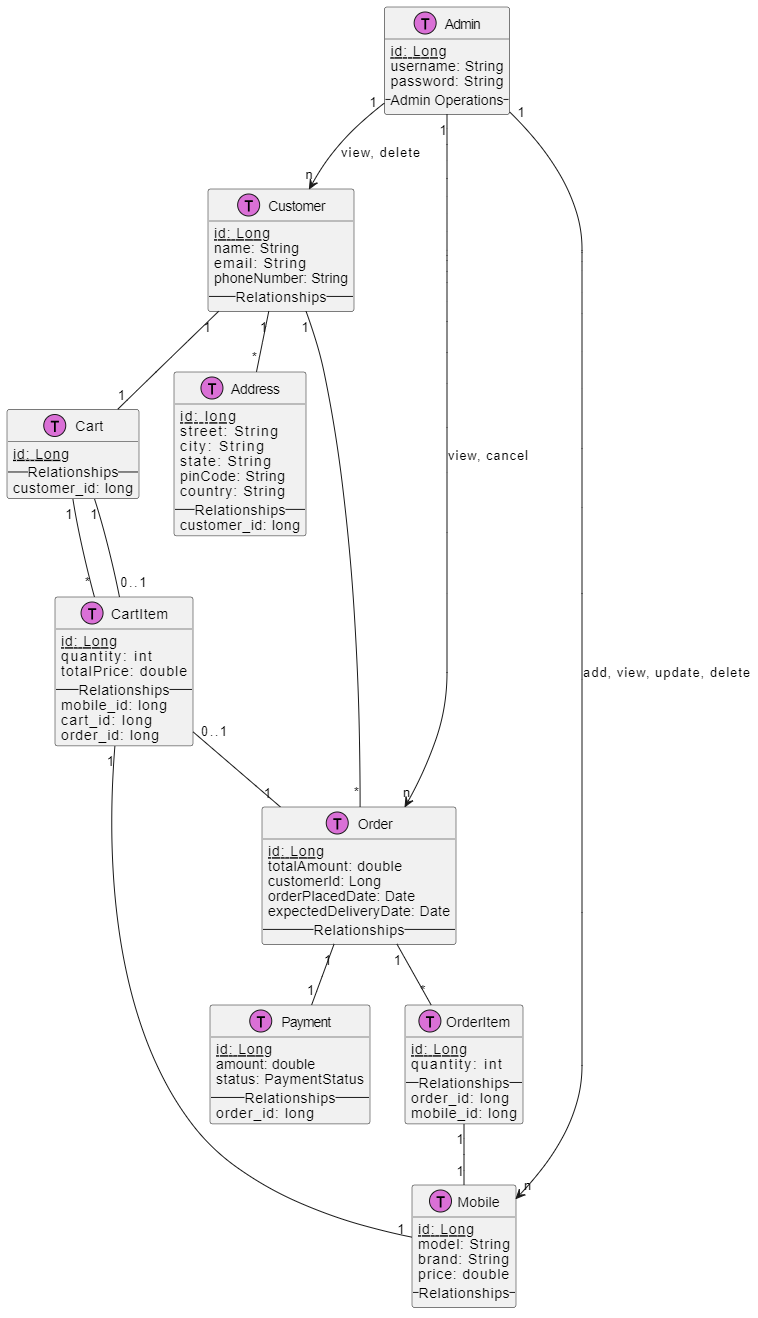 T Admin
id: Long
username: String
password: String
Admin Operations
1
1
1
view, delete
n
T Customer
id: Long
name: String
email: String
phoneNumber: String
Relationships
1
1
1
*
1
T Address
id: long
street: String
city: String
state: String
pinCode: String
country: String
Relationships
customer_id: long
T Cart
id: Long
Relationships
customer_id: long
view, cancel
1
1
*
0..1
T CartItem
id: Long
quantity: int
totalPrice: double
Relationships
mobile_id: long
cart_id: long
order_id: long
add, view, update, delete
0..1
1
1
*
n
T Order
id: Long
totalAmount: double
customerId: Long
orderPlacedDate: Date
expectedDeliveryDate: Date
Relationships
1
1
1
*
T Payment
id: Long
amount: double
status: PaymentStatus
Relationships
order_id: long
T OrderItem
id: Long
quantity: int
Relationships
order_id: long
mobile_id: long
1
1
n
1
T Mobile
id: Long
model: String
brand: String
price: double
Relationships